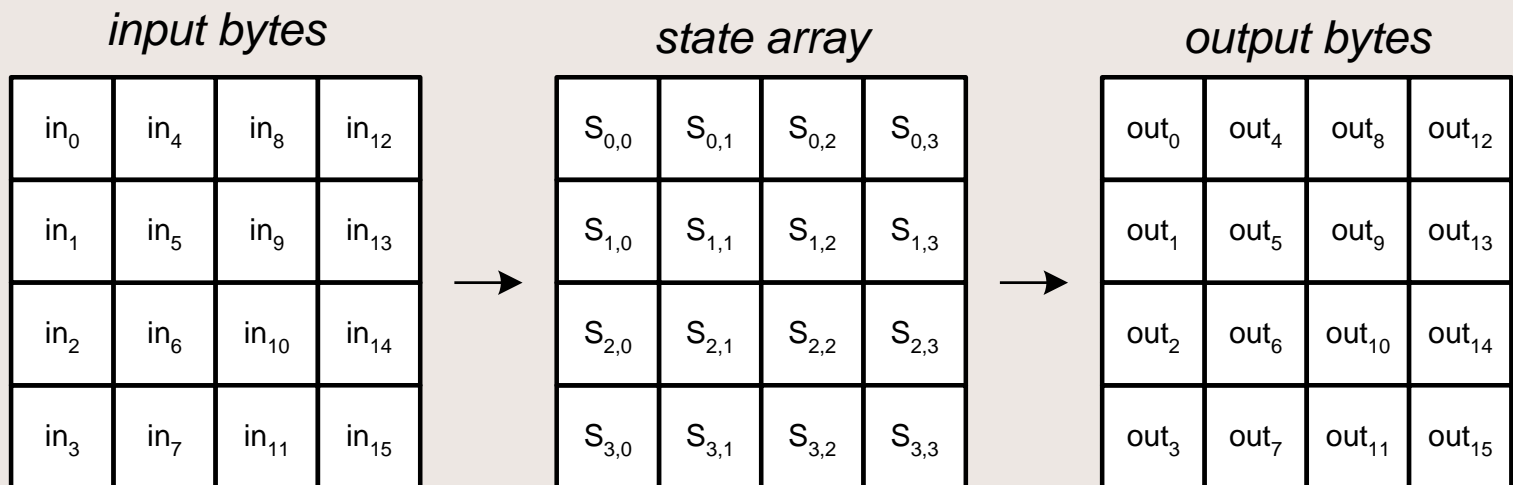 input bytes state array output bytes
in₀ in₄ in₈ in₁₂ S₀,₀ S₀,₁ S₀,₂ S₀,₃ out₀ out₄ out₈ out₁₂
in₁ in₅ in₉ in₁₃ S₁,₀ S₁,₁ S₁,₂ S₁,₃ out₁ out₅ out₉ out₁₃
in₂ in₆ in₁₀ in₁₄ S₂,₀ S₂,₁ S₂,₂ S₂,₃ out₂ out₆ out₁₀ out₁₄
in₃ in₇ in₁₁ in₁₅ S₃,₀ S₃,₁ S₃,₂ S₃,₃ out₃ out₇ out₁₁ out₁₅